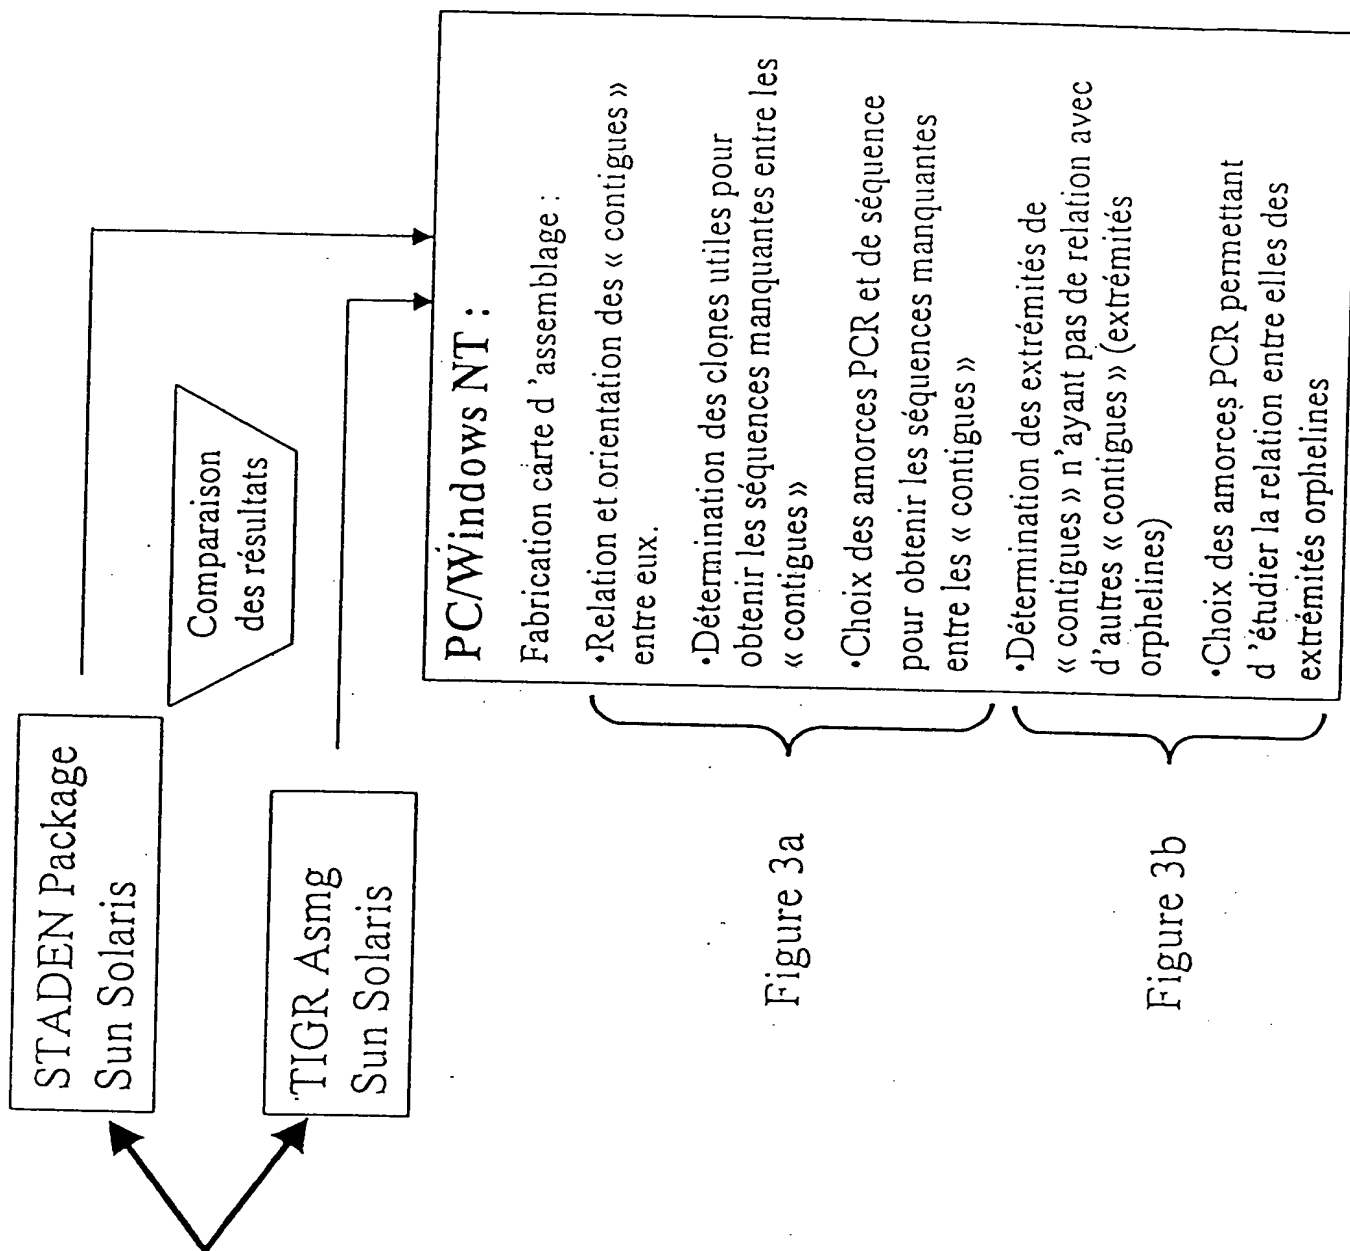 STADEN Package
Sun Solaris
Comparaison
des résultats
TIGR Asmg
Sun Solaris
PC/Windows NT :
Fabrication carte d 'assemblage :
•Relation et orientation des « contigues »
entre eux.
•Détermination des clones utiles pour
obtenir les séquences manquantes entre les
« contigues »
•Choix des amorces PCR et de séquence
pour obtenir les séquences manquantes
entre les « contigues »
•Détermination des extrémités de
« contigues » n'ayant pas de relation avec
d'autres « contigues » (extrémités
orphelines)
•Choix des amorces PCR permettant
d 'étudier la relation entre elles des
extrémités orphelines
Figure 3a
Figure 3b